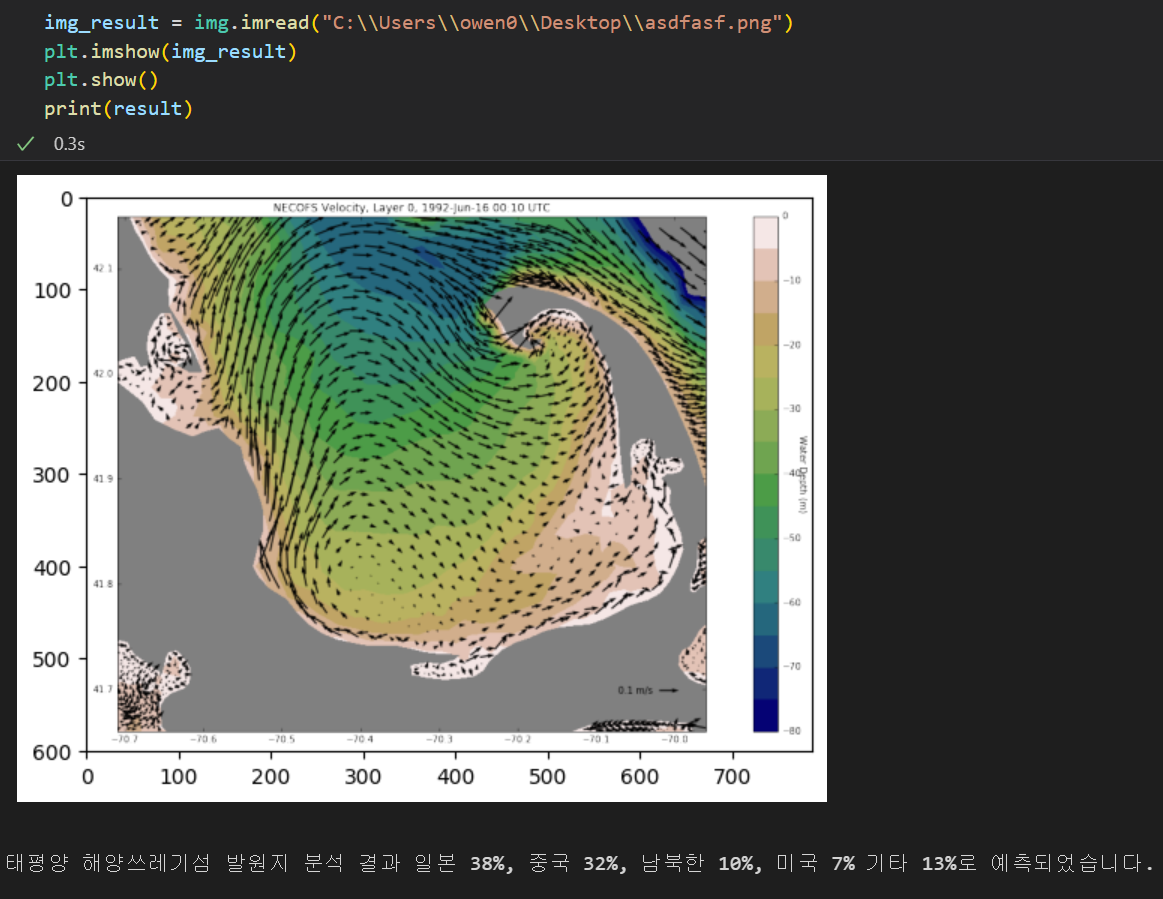 img_result = img.imread("C:\\Users\\owen0\\Desktop\\asdfasf.png")
plt.imshow(img_result)
plt.show()
print(result)
0.3s
NECOFS Velocity, Layer 0, 1992-Jun-16 00 10 UTC
0
100
200
300
400
500
600
42.1
42.0
41.9
41.8
41.7
−70.7 −70.6 −70.5 −70.4 −70.3 −70.2 −70.1 −70.0
0.1 m/s
0
−10
−20
−30
−40
−50
−60
−70
−80
Water Depth (m)
0 100 200 300 400 500 600 700
태평양 해양쓰레기섬 발원지 분석 결과 일본 38%, 중국 32%, 남북한 10%, 미국 7% 기타 13%로 예측되었습니다.